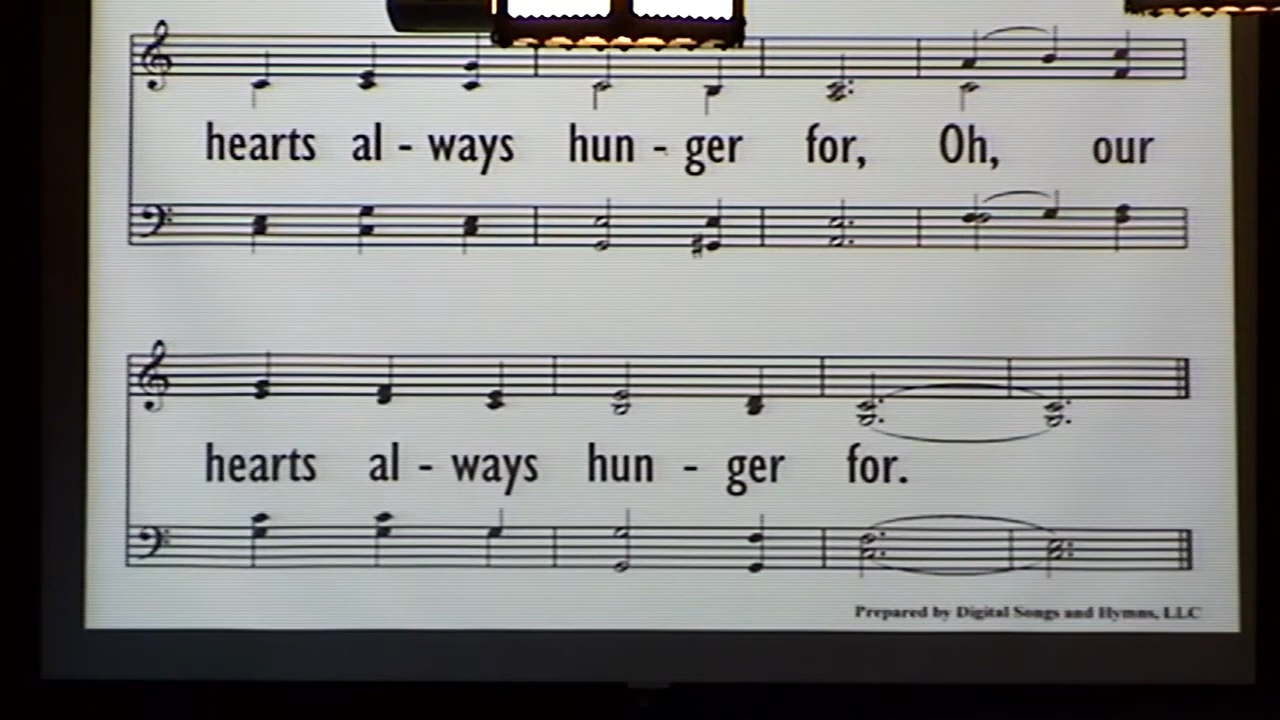 hearts al - ways hun - ger for, Oh, our
hearts al - ways hun - ger for.
Prepared by Digital Songs and Hymns, LLC